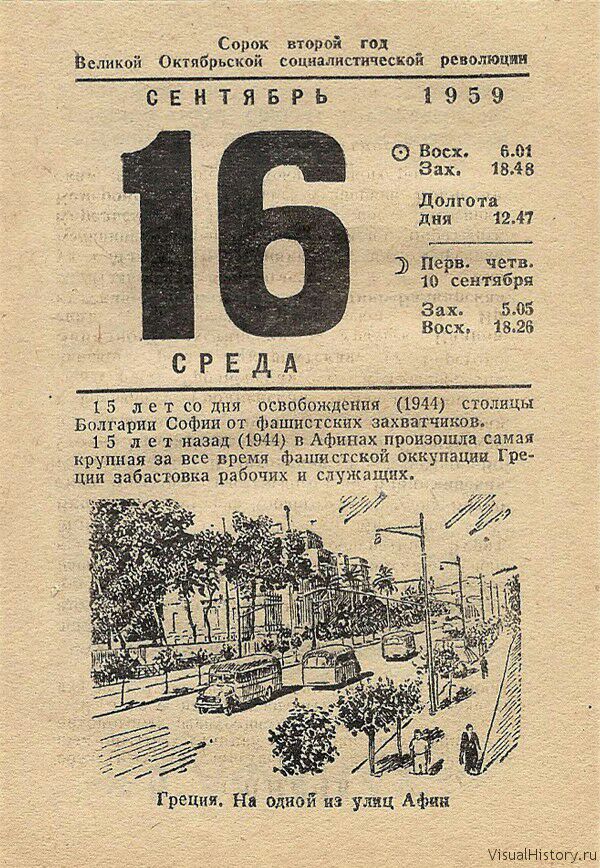 Сорок второй год
Великой Октябрьской социалистической революции
СЕНТЯБРЬ 1959
16
СРЕДА
Восх. 6.01
Зах. 18.48
Долгота
дня 12.47
Перв. четв.
10 сентября
Зах. 5.05
Восх. 18.26
15 лет со дня освобождения (1944) столицы
Болгарии Софии от фашистских захватчиков.
15 лет назад (1944) в Афинах произошла самая
крупная за все время фашистской оккупации Гре-
ции забастовка рабочих и служащих.
Греция. На одной из улиц Афин
VisualHistory.ru